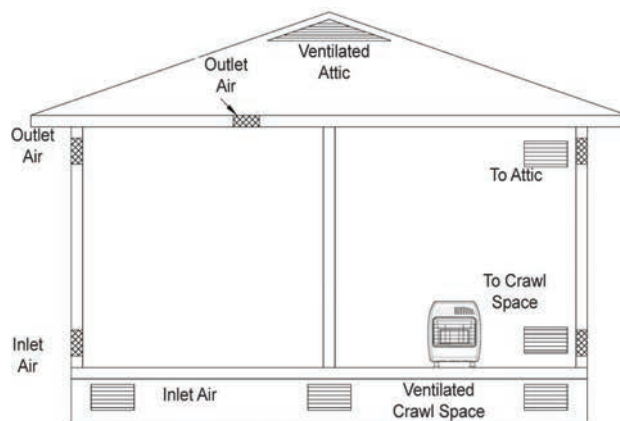 Ventilated
Attic
Outlet
Air
Outlet
Air
To Attic
To Crawl
Space
Inlet
Air
Inlet Air
Ventilated
Crawl Space